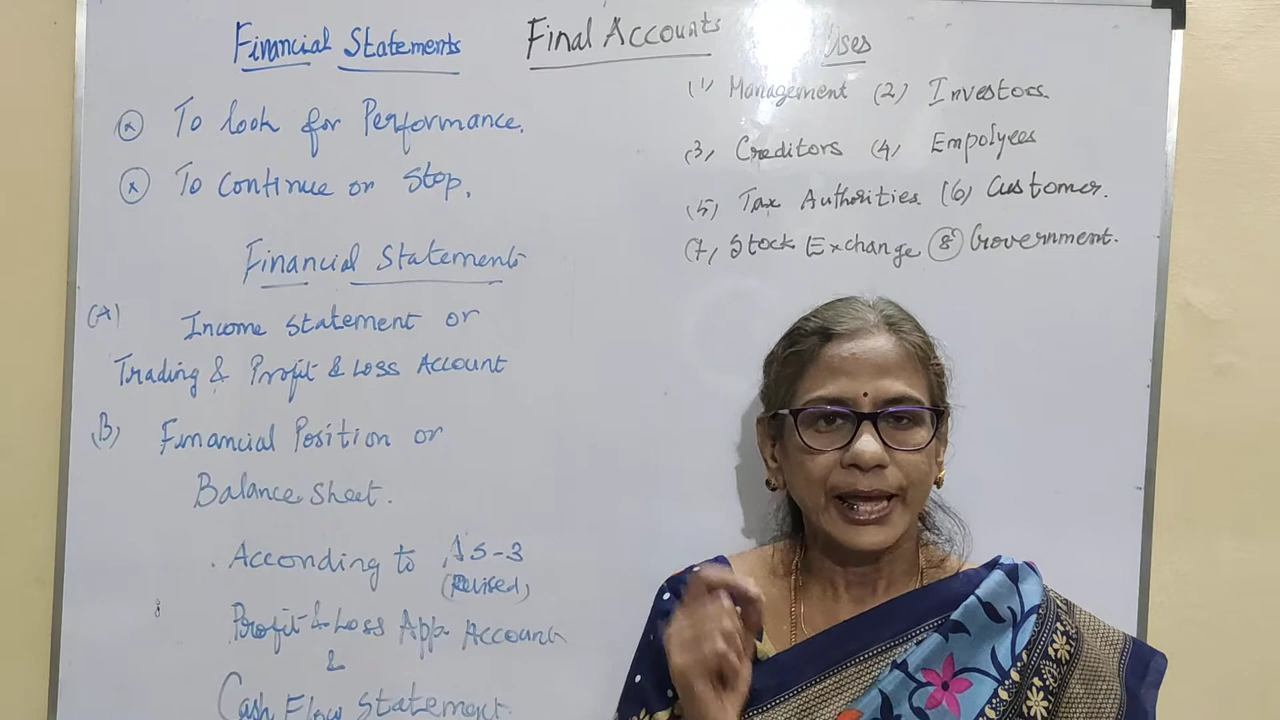 Final Accounts
Financial Statements
(x) To look for Performance.
(x) To Continue or Stop.
Financial Statements
(A) Income Statement or
Trading & Profit & Loss Account
(B) Financial Position or
Balance Sheet.
According to AS-3
(Revised)
Profit & Loss App Account
&
Cash Flow Statement.
Uses
(1) Management (2) Investors.
(3) Creditors (4) Empolyees
(5) Tax Authorities (6) Customer.
(7) Stock Exchange (8) Government.